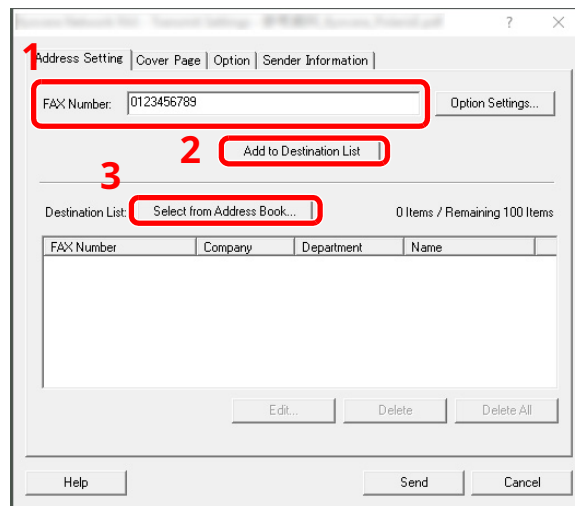 ?
1
Address Setting Cover Page Option Sender Information
FAX Number: 0123456789 Option Settings...
2 Add to Destination List
3
Destination List: Select from Address Book... 0 Items / Remaining 100 Items
FAX Number Company Department Name
Edit... Delete Delete All
Help Send Cancel